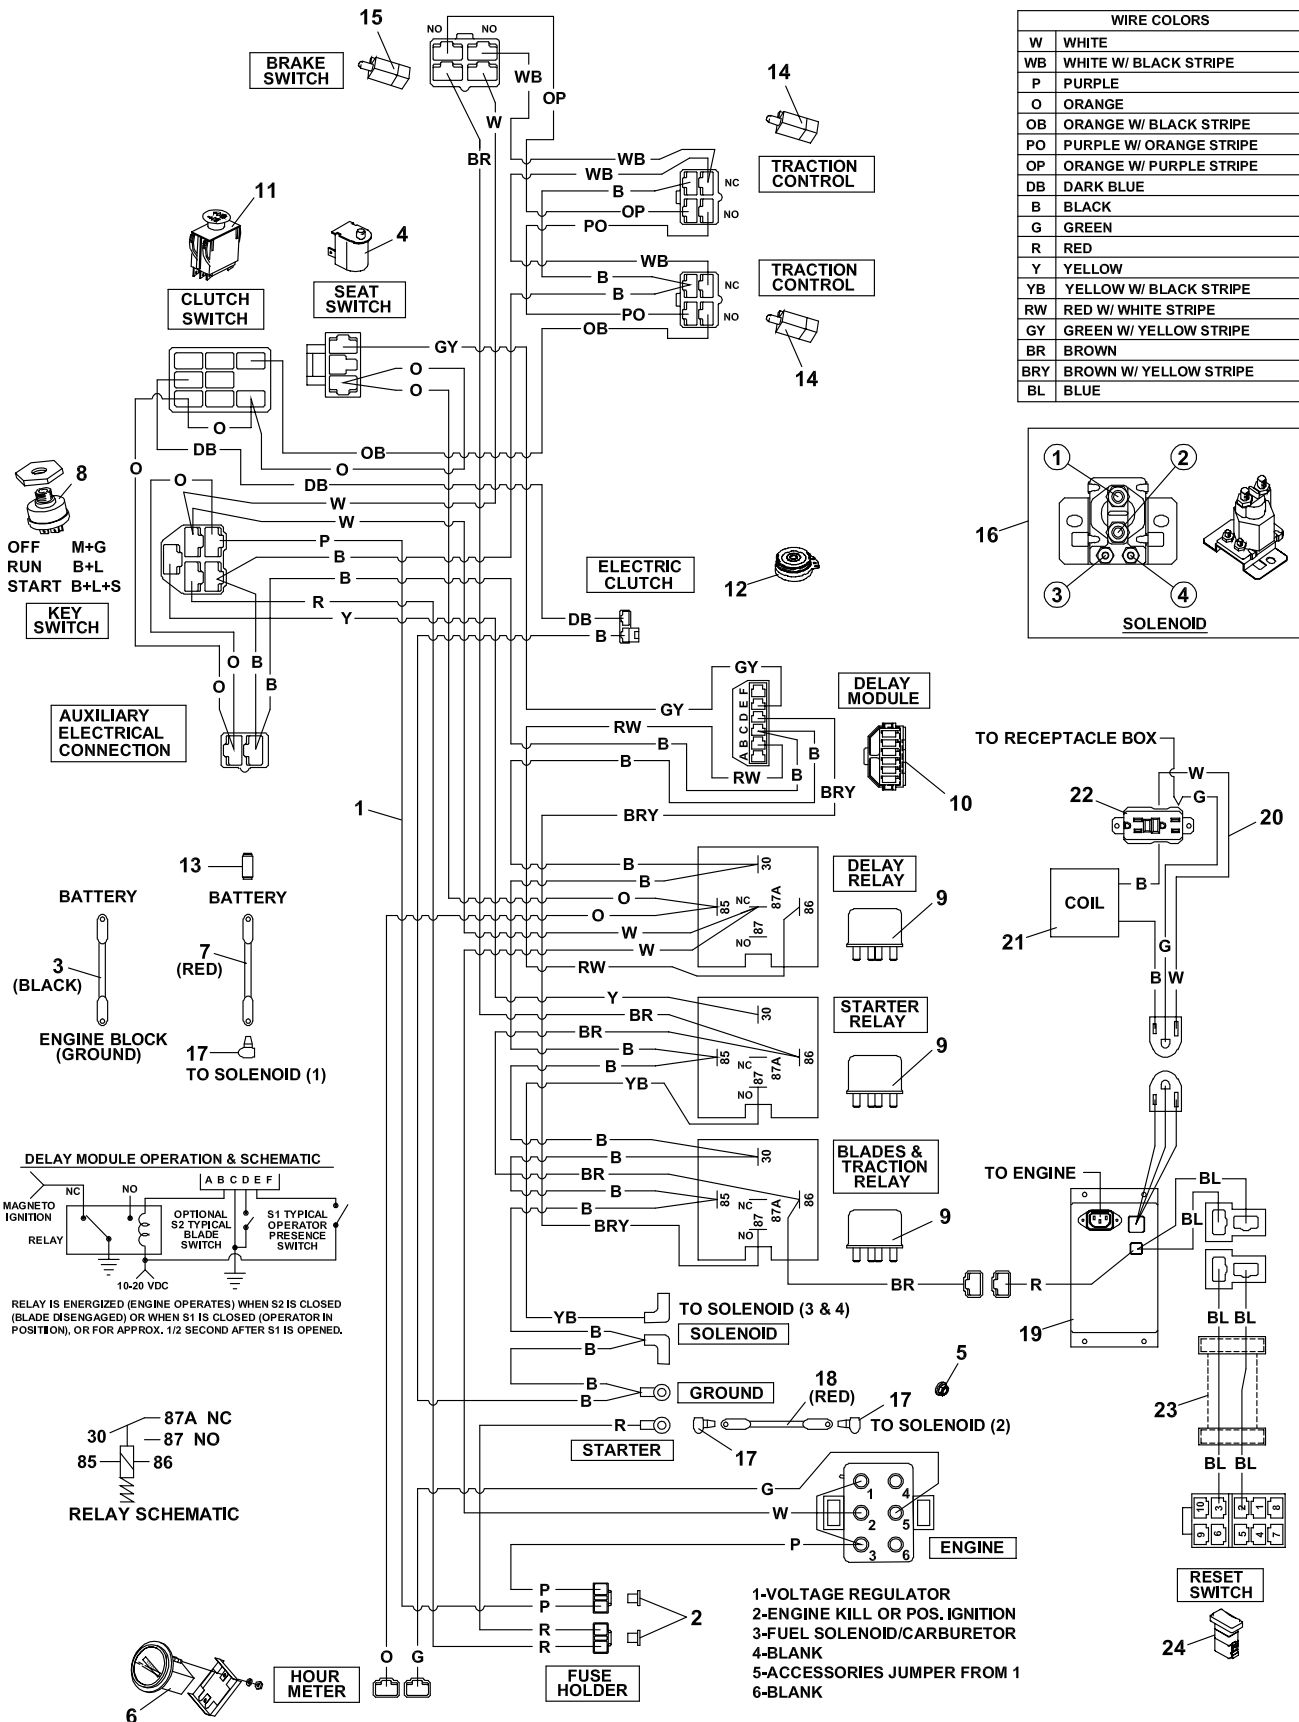 15
NO
NO
BRAKE
SWITCH
WB
OP
W
BR
14
WB
WB
B
OP
PO
NC
NO
TRACTION
CONTROL
WB
B
B
PO
OB
NC
NO
TRACTION
CONTROL
14
WIRE COLORS
W WHITE
WB WHITE W/ BLACK STRIPE
P PURPLE
O ORANGE
OB ORANGE W/ BLACK STRIPE
PO PURPLE W/ ORANGE STRIPE
OP ORANGE W/ PURPLE STRIPE
DB DARK BLUE
B BLACK
G GREEN
R RED
Y YELLOW
YB YELLOW W/ BLACK STRIPE
RW RED W/ WHITE STRIPE
GY GREEN W/ YELLOW STRIPE
BR BROWN
BRY BROWN W/ YELLOW STRIPE
BL BLUE
11
CLUTCH
SWITCH
4
SEAT
SWITCH
GY
O
O
O
DB
OB
O
DB
O
O
W
W
P
B
B
R
Y
8
OFF M+G
RUN B+L
START B+L+S
KEY
SWITCH
O
O
B
B
AUXILIARY
ELECTRICAL
CONNECTION
ELECTRIC
CLUTCH
12
DB
B
1
2
3
4
16
SOLENOID
GY
GY
RW
B
B
RW
B
B
BRY
BRY
A B C D E F
DELAY
MODULE
10
1
TO RECEPTACLE BOX
W
G
22
20
B
COIL
21
G
B
W
13
BATTERY
BATTERY
3
(BLACK)
7
(RED)
ENGINE BLOCK
(GROUND)
17
TO SOLENOID (1)
B
B
O
O
W
W
RW
30
85
NC
87A
87
NO
86
DELAY
RELAY
9
Y
BR
BR
B
B
YB
30
85
NC
87A
87
NO
86
STARTER
RELAY
9
B
B
BR
B
B
BRY
30
85
NC
87A
87
NO
86
BLADES &
TRACTION
RELAY
9
BR
R
TO ENGINE
BL
BL
19
BL
BL
23
BL
BL
DELAY MODULE OPERATION & SCHEMATIC
A B C D E F
MAGNETO
IGNITION
NC
NO
RELAY
OPTIONAL
S2 TYPICAL
BLADE
SWITCH
S1 TYPICAL
OPERATOR
PRESENCE
SWITCH
10-20 VDC
RELAY IS ENERGIZED (ENGINE OPERATES) WHEN S2 IS CLOSED
(BLADE DISENGAGED) OR WHEN S1 IS CLOSED (OPERATOR IN
POSITION), OR FOR APPROX. 1/2 SECOND AFTER S1 IS OPENED.
YB
TO SOLENOID (3 & 4)
B
B
SOLENOID
B
B
GROUND
5
R
STARTER
17
18
(RED)
17
TO SOLENOID (2)
30
87A NC
87 NO
85
86
RELAY SCHEMATIC
G
W
P
1
2
3
4
5
6
ENGINE
10
3
2
1
8
9
6
5
4
7
RESET
SWITCH
24
P
P
R
R
2
FUSE
HOLDER
1-VOLTAGE REGULATOR
2-ENGINE KILL OR POS. IGNITION
3-FUEL SOLENOID/CARBURETOR
4-BLANK
5-ACCESSORIES JUMPER FROM 1
6-BLANK
6
HOUR
METER
O
G